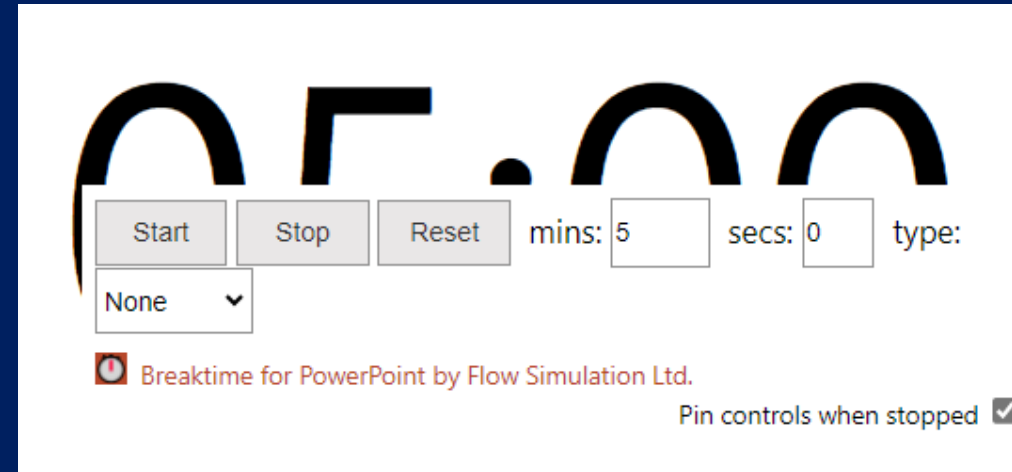 05:00
Start Stop Reset mins: 5 secs: 0 type:
None
Breaktime for PowerPoint by Flow Simulation Ltd.
Pin controls when stopped